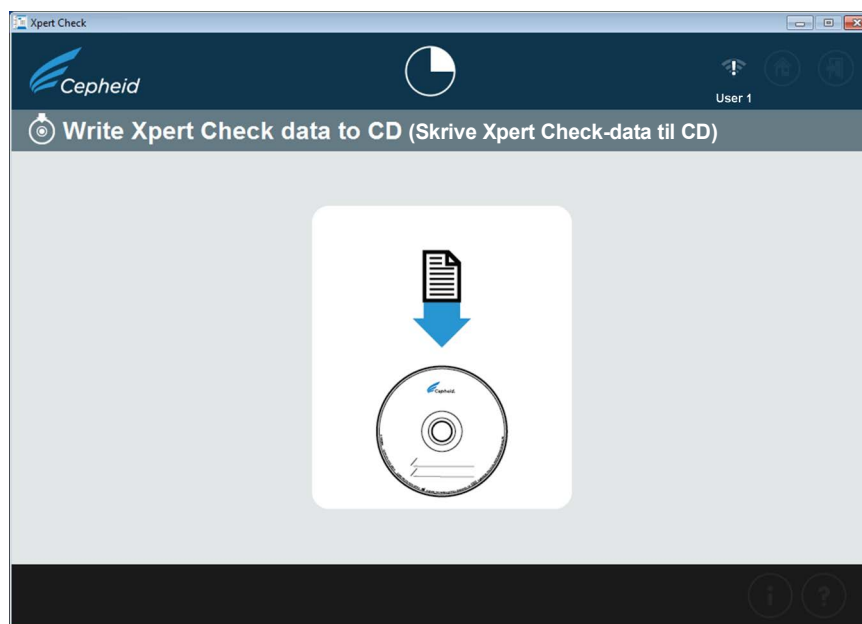 Xpert Check
Cepheid
User 1
Write Xpert Check data to CD (Skrive Xpert Check-data til CD)
Cepheid